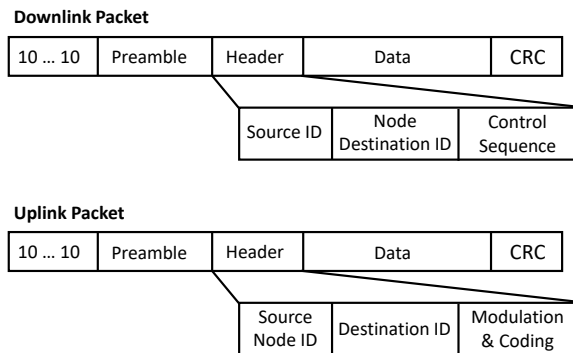 Downlink Packet
10 ... 10 Preamble Header Data CRC
Source ID Node Destination ID Control Sequence
Uplink Packet
10 ... 10 Preamble Header Data CRC
Source Node ID Destination ID Modulation & Coding